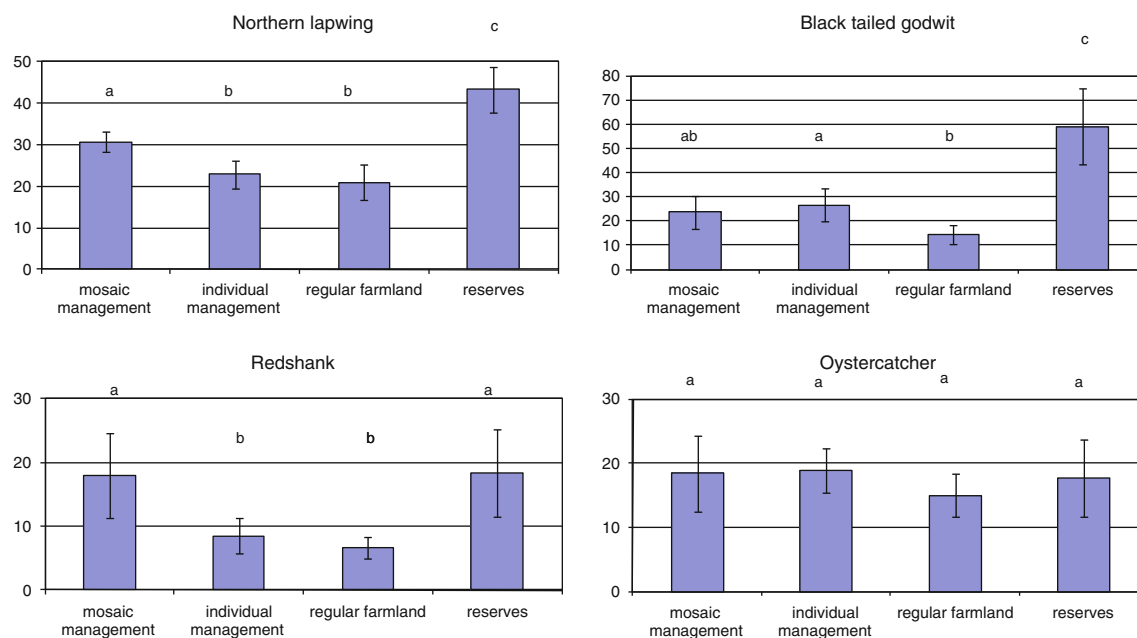 Northern lapwing
c
50
40
30
20
10
0
a
b
b
mosaic
management
individual
management
regular farmland
reserves
Black tailed godwit
c
80
70
60
50
40
30
20
10
0
ab
a
b
mosaic
management
individual
management
regular farmland
reserves
Redshank
a
a
30
20
10
0
b
b
mosaic
management
individual
management
regular farmland
reserves
Oystercatcher
a
a
a
a
30
20
10
0
mosaic
management
individual
management
regular farmland
reserves